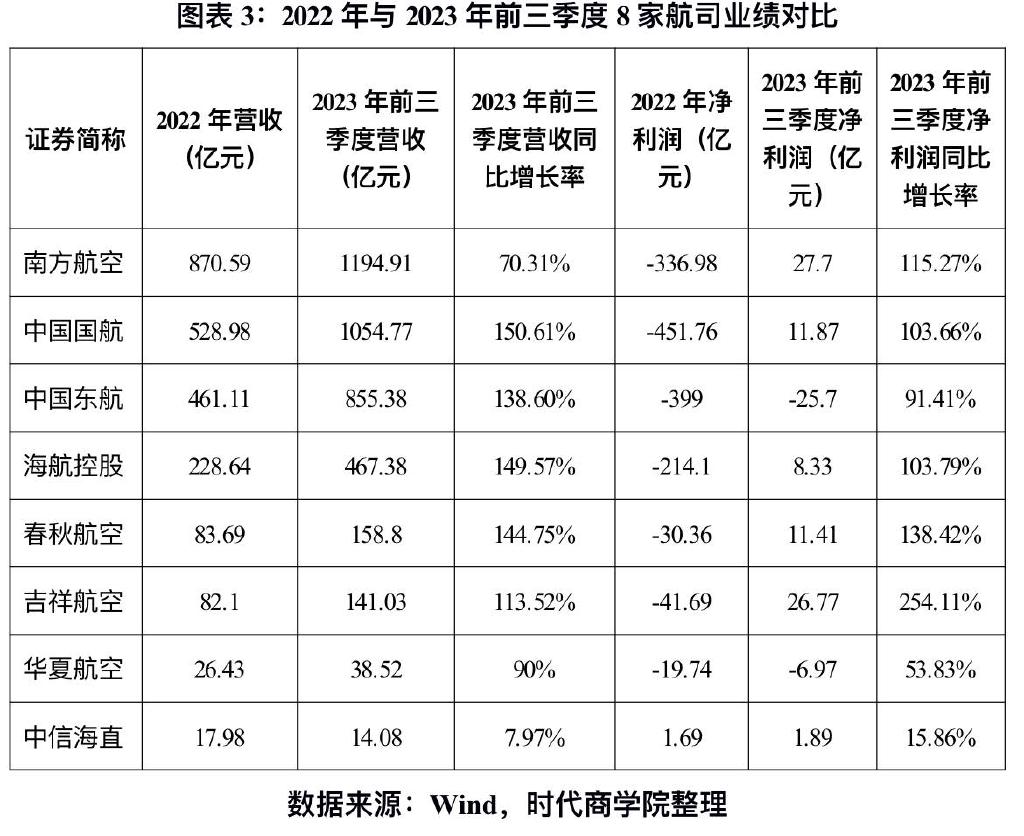 图表 3：2022 年与 2023 年前三季度 8 家航司业绩对比
证券简称 2022 年营收（亿元） 2023 年前三季度营收（亿元） 2023 年前三季度营收同比增长率 2022 年净利润（亿元） 2023 年前三季度净利润（亿元） 2023 年前三季度净利润同比增长率
南方航空 870.59 1194.91 70.31% -336.98 27.7 115.27%
中国国航 528.98 1054.77 150.61% -451.76 11.87 103.66%
中国东航 461.11 855.38 138.60% -399 -25.7 91.41%
海航控股 228.64 467.38 149.57% -214.1 8.33 103.79%
春秋航空 83.69 158.8 144.75% -30.36 11.41 138.42%
吉祥航空 82.1 141.03 113.52% -41.69 26.77 254.11%
华夏航空 26.43 38.52 90% -19.74 -6.97 53.83%
中信海直 17.98 14.08 7.97% 1.69 1.89 15.86%
数据来源：Wind，时代商学院整理